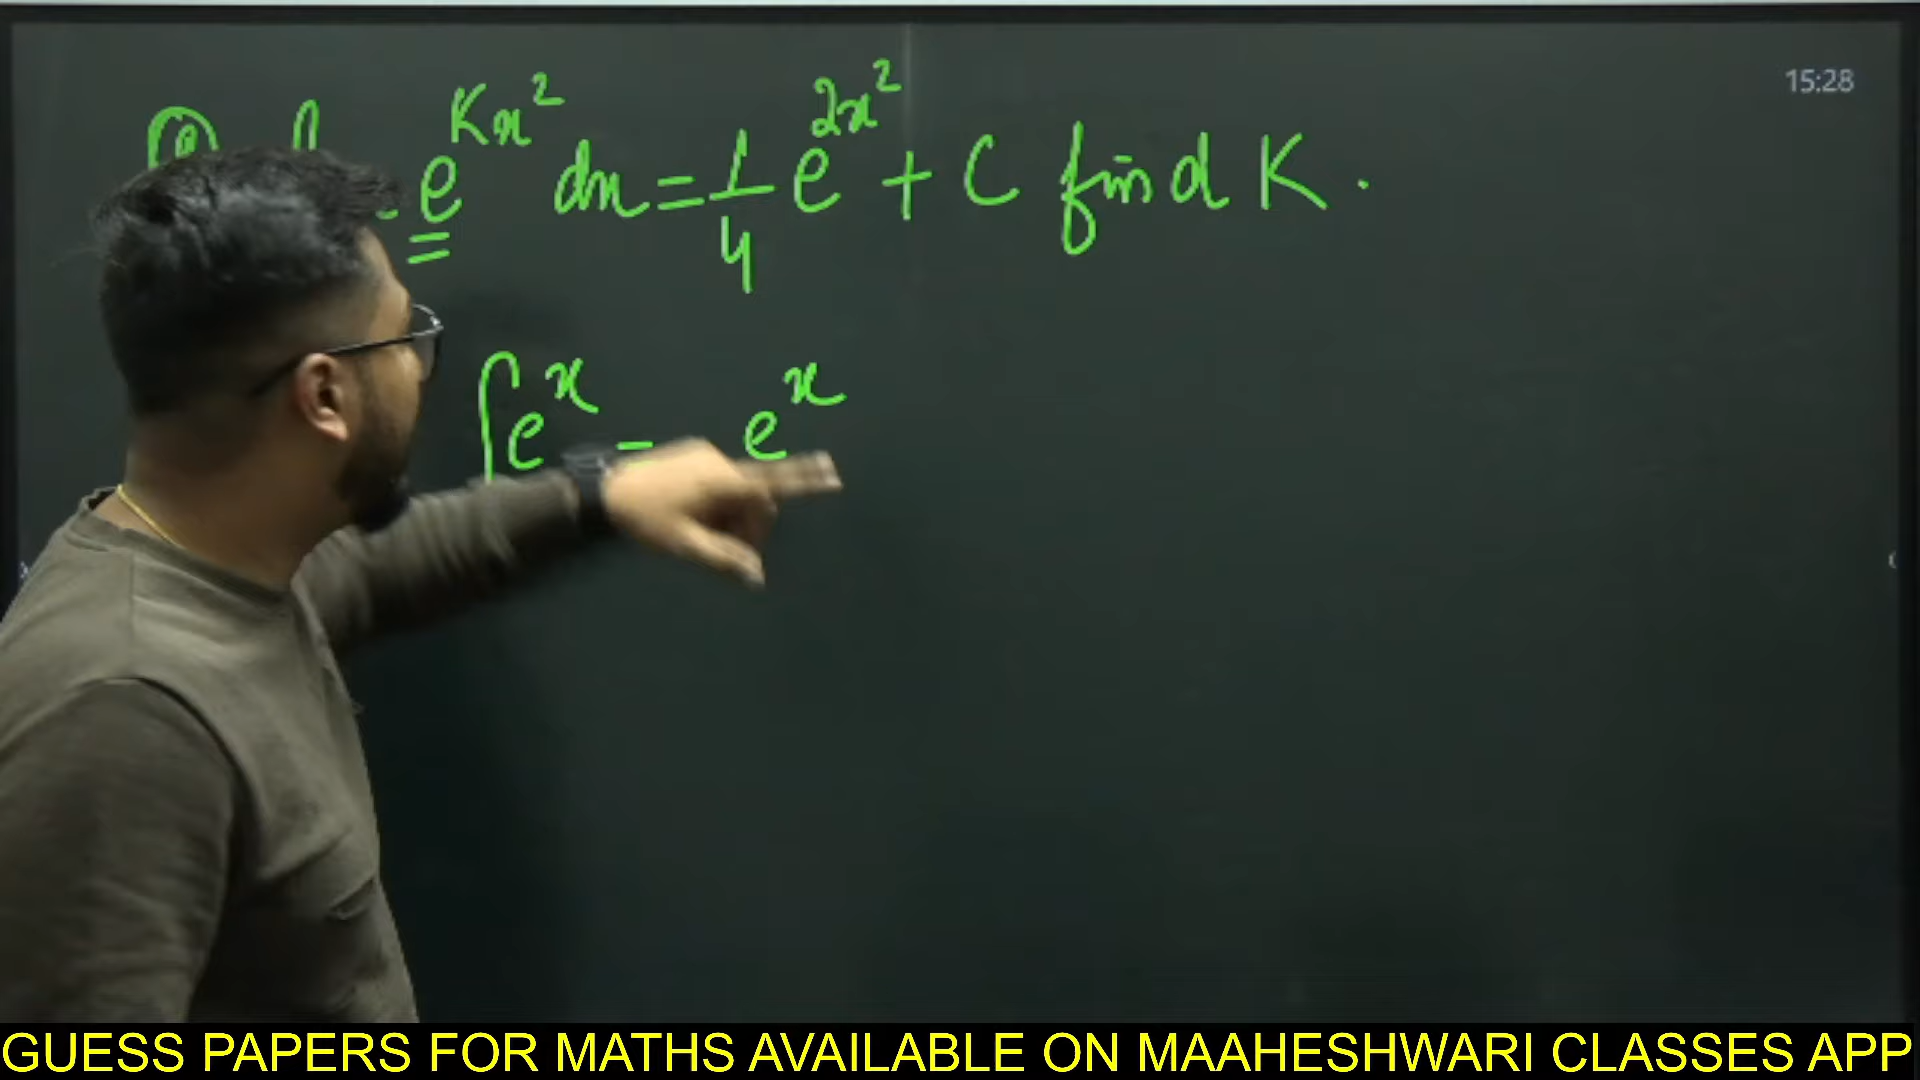 15:28
∫ - e^{Kx^2} dx = 1/4 e^{2x^2} + C find K.
∫e^x = e^x
GUESS PAPERS FOR MATHS AVAILABLE ON MAAHESHWARI CLASSES APP